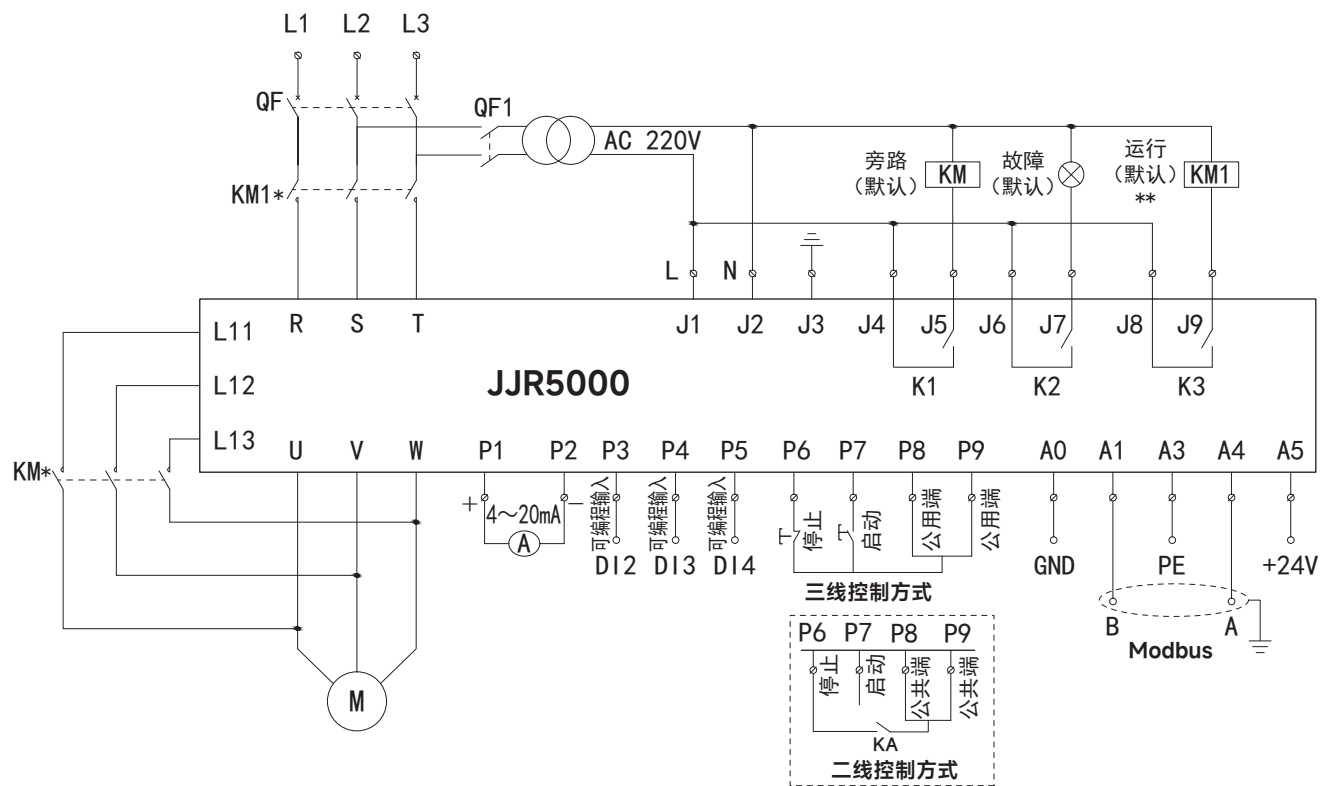 L1 L2 L3
QF
QF1
AC 220V
KM1*
旁路
(默认)
KM
故障
(默认)
运行
(默认)
**
KM1
L N
R S T J1 J2 J3 J4 J5 J6 J7 J8 J9
L11
L12
L13
JJR5000
K1 K2 K3
KM*
U V W P1 P2 P3 P4 P5 P6 P7 P8 P9 A0 A1 A3 A4 A5
+ 4～20mA −
A
可编程输入
可编程输入
可编程输入
停止
启动
公用端
公用端
DI2 DI3 DI4
GND PE +24V
三线控制方式
B A
Modbus
P6 P7 P8 P9
停止
启动
公共端
公共端
KA
二线控制方式
M